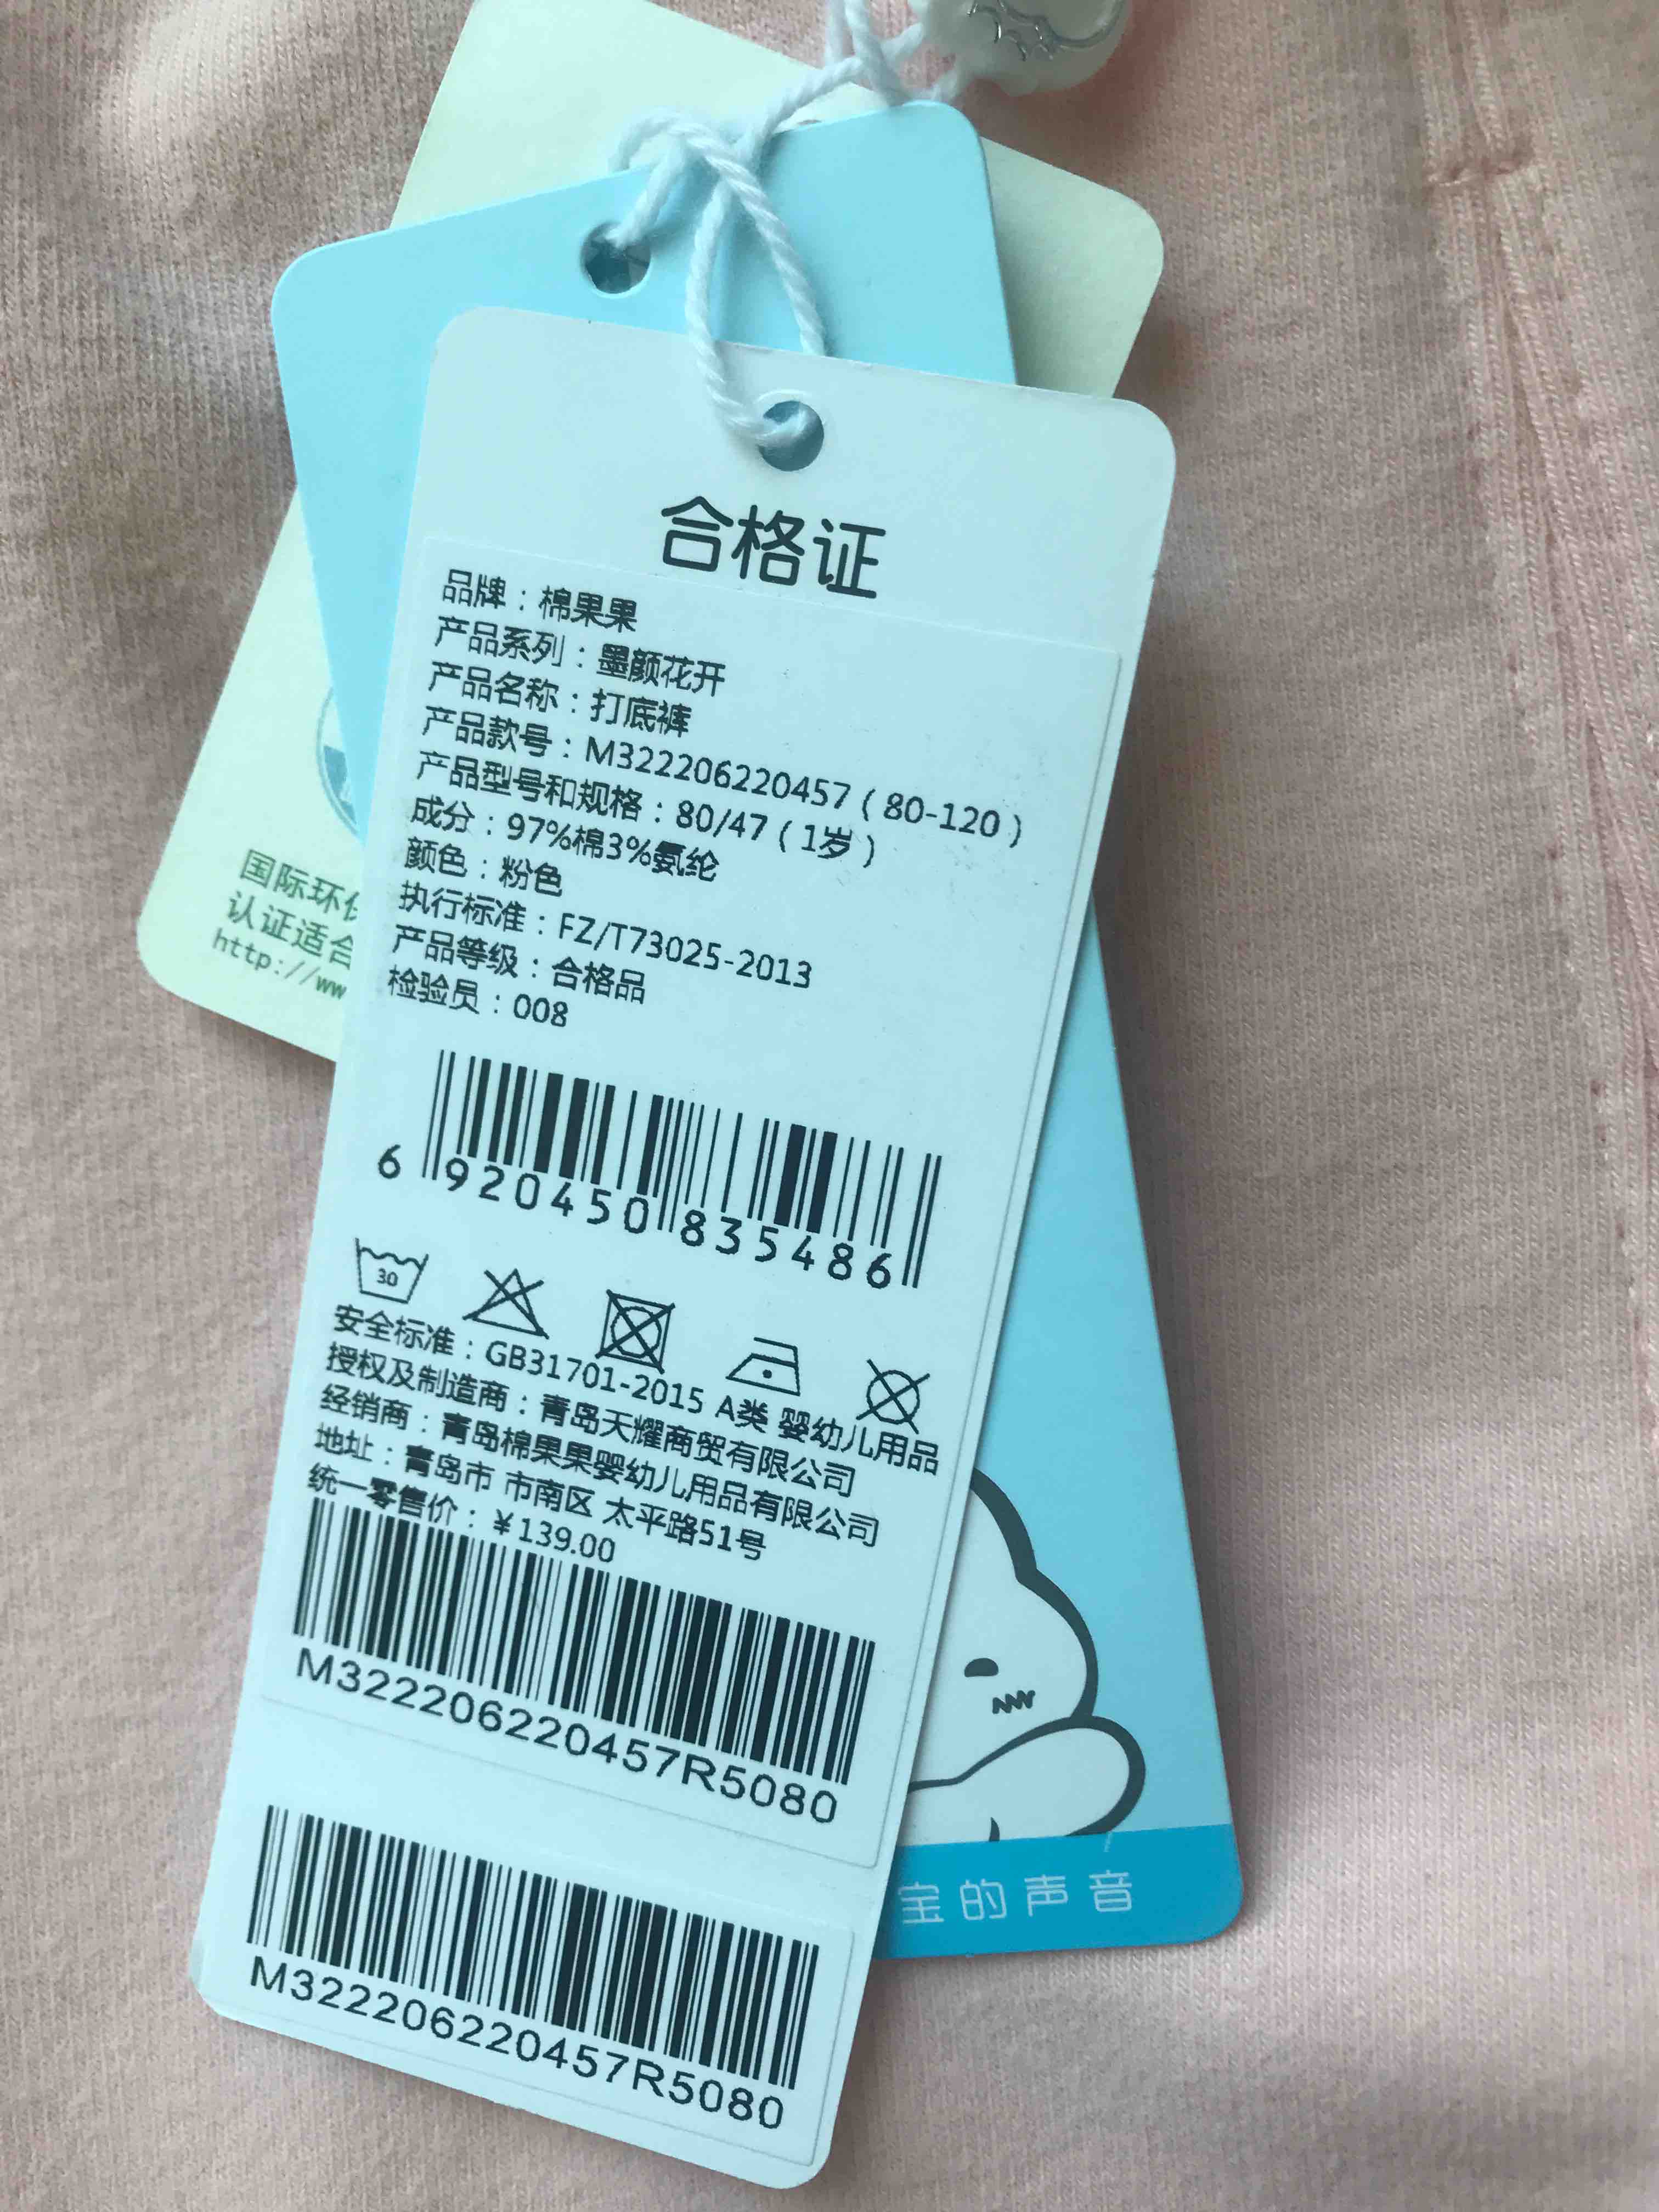 合格证
品牌：棉果果
产品系列：墨颜花开
产品名称：打底裤
产品款号：M322206220457（80-120）
产品型号和规格：80/47（1岁）
成分：97%棉3%氨纶
颜色：粉色
执行标准：FZ/T73025-2013
产品等级：合格品
检验员：008
6 920450 835486
30
安全标准：GB31701-2015 A类 婴幼儿用品
授权及制造商：青岛天耀商贸有限公司
经销商：青岛棉果果婴幼儿用品有限公司
地址：青岛市 市南区 太平路51号
统一零售价：￥139.00
M322206220457R5080
M322206220457R5080
国际环
认证适合
http://ww
宝的声音